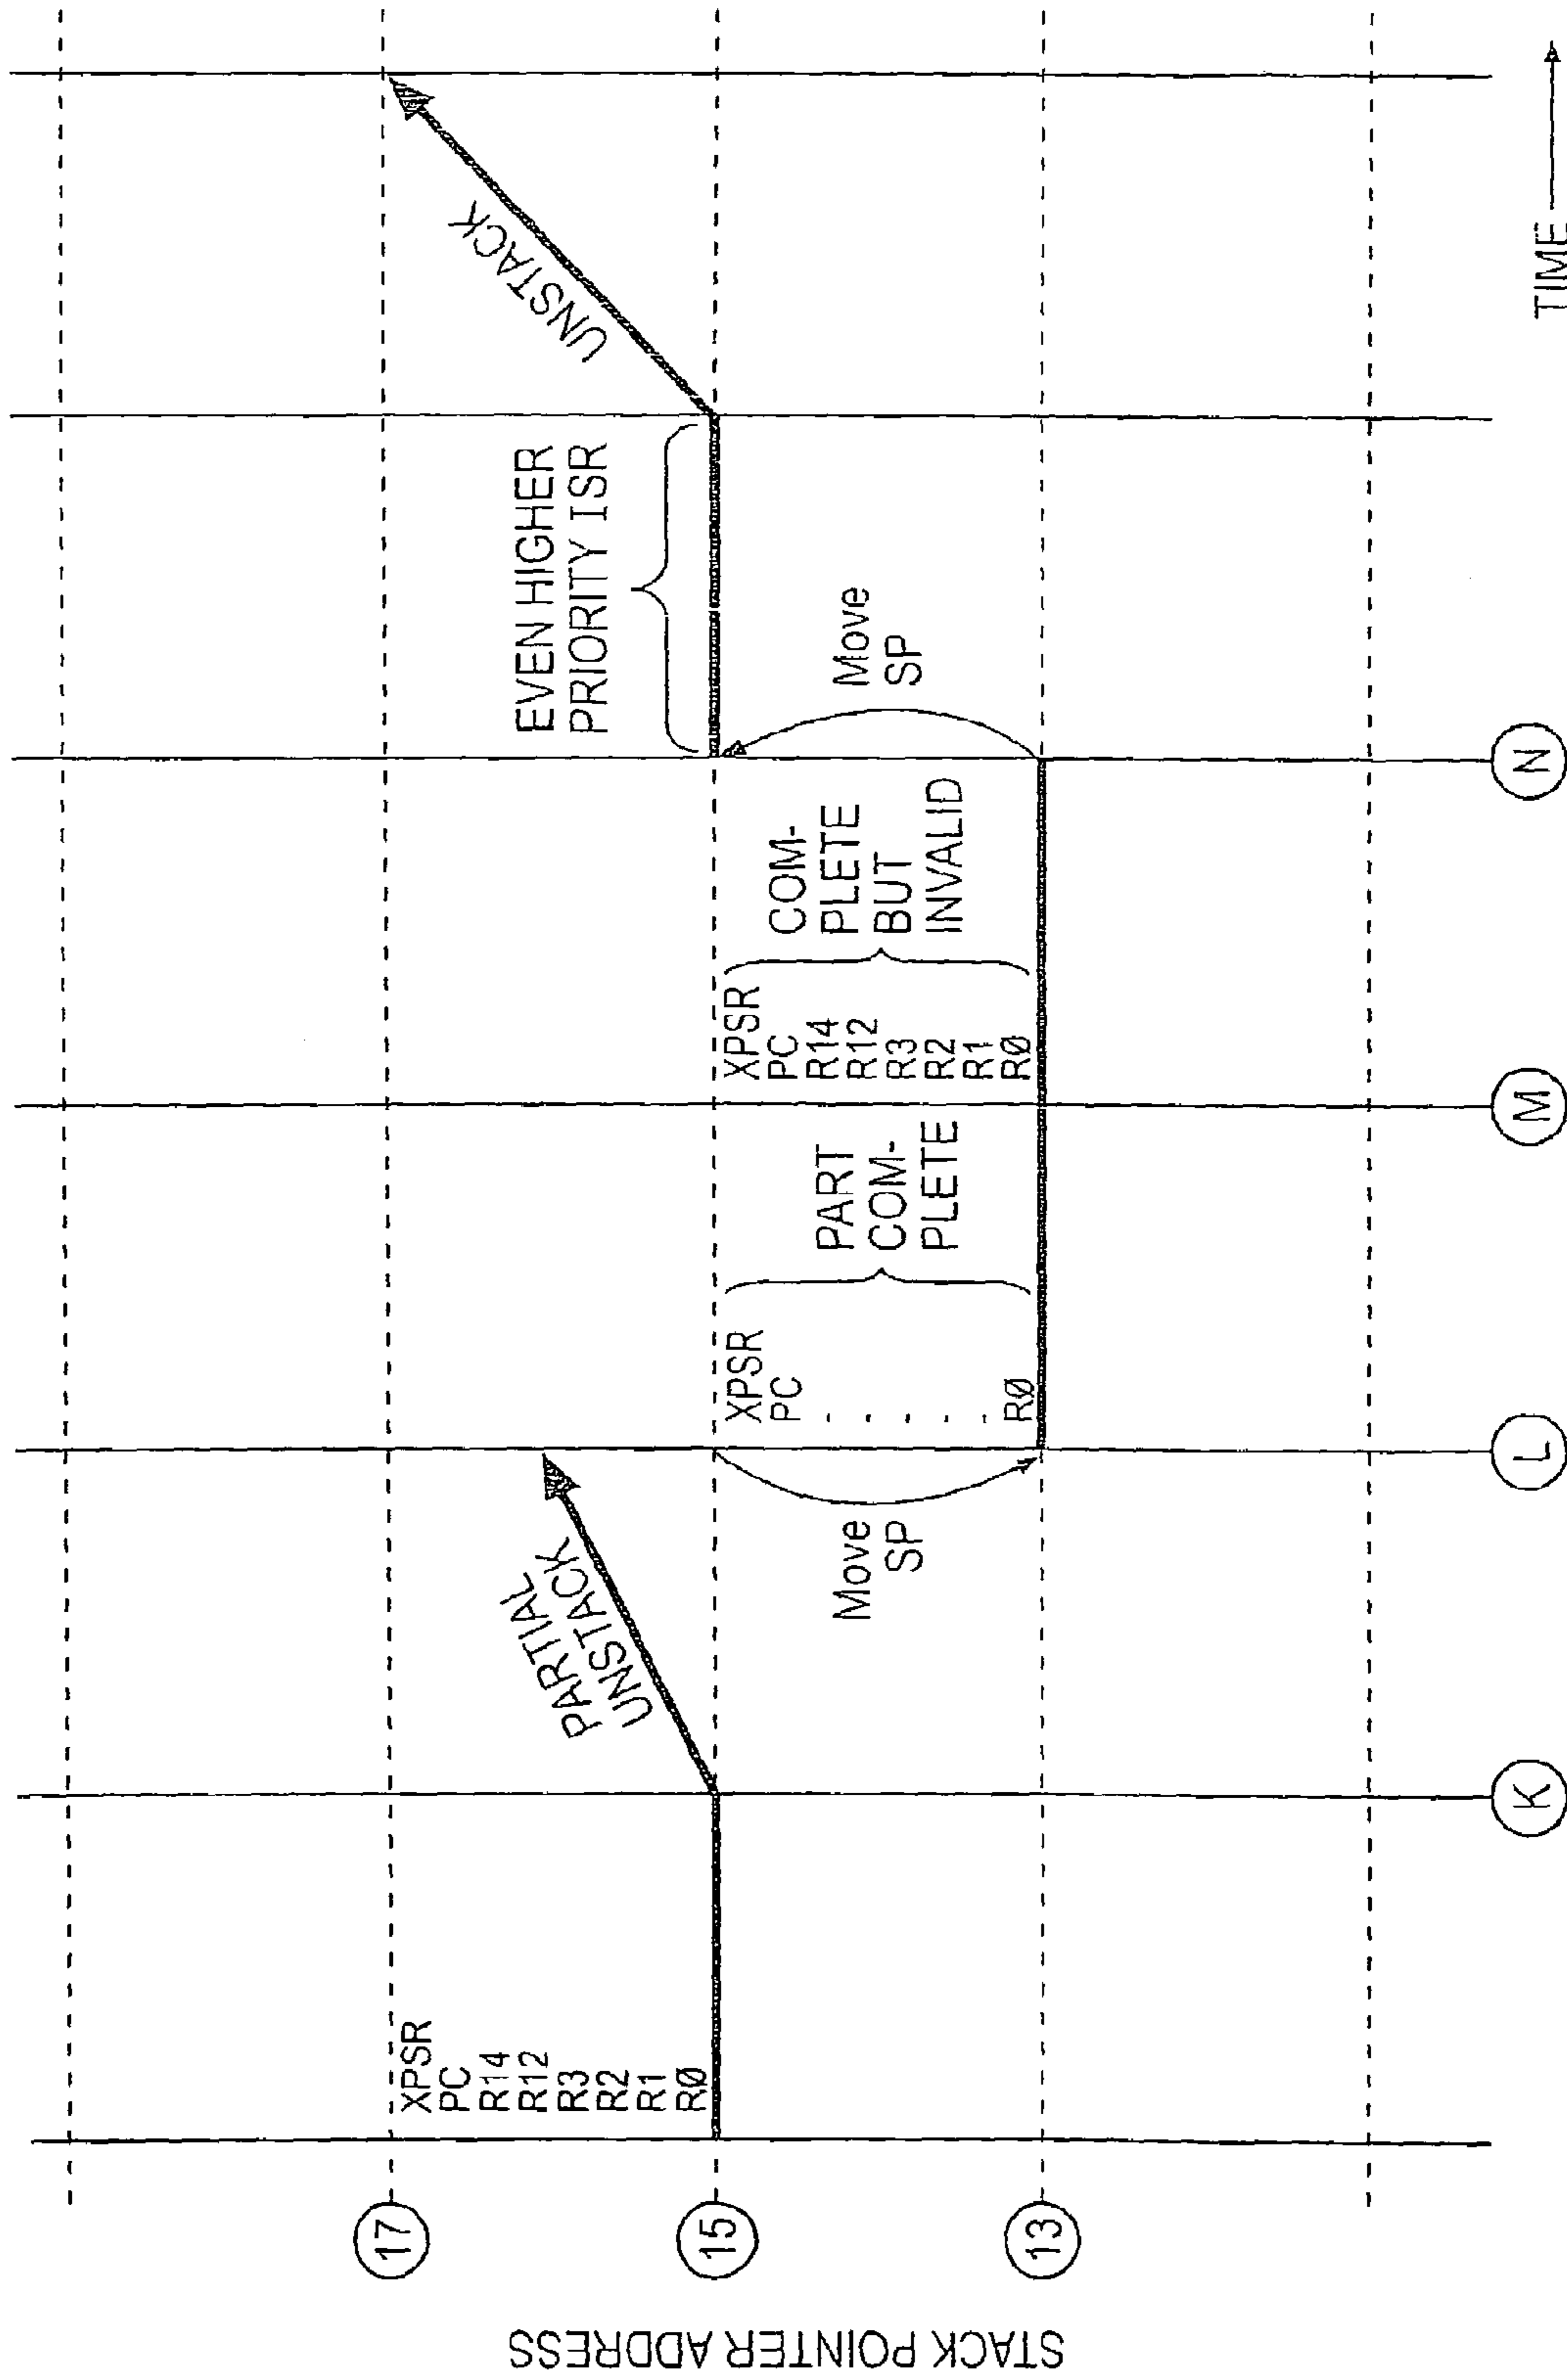 STACK POINTER ADDRESS
17
15
13
XPSR
PC
R14
R12
R3
R2
R1
RØ
PARTIAL
UNSTACK
Move
SP
XPSR
PC
.
.
.
.
.
RØ
PART
COM-
PLETE
XPSR
PC
R14
R12
R3
R2
R1
RØ
COM-
PLETE
BUT
INVALID
Move
SP
EVEN HIGHER
PRIORITY ISR
UNSTACK
K
L
M
N
TIME